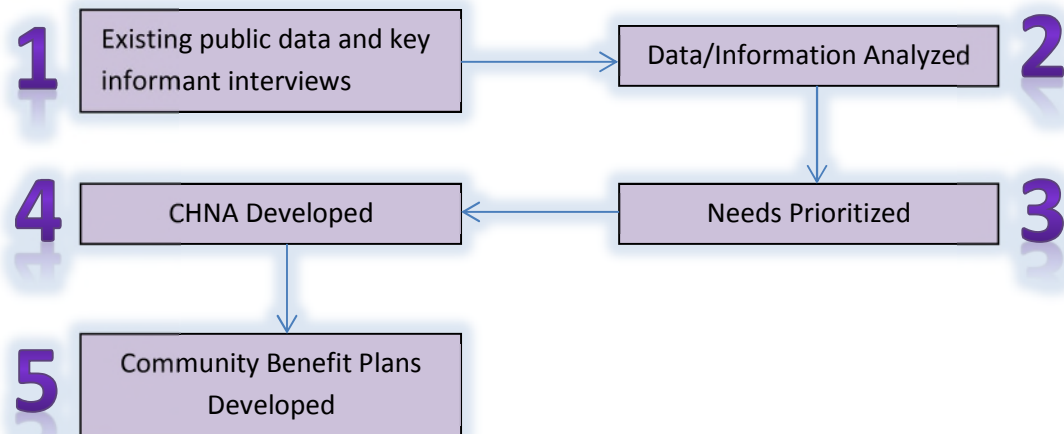 1
Existing public data and key
informant interviews
Data/Information Analyzed
2
Needs Prioritized
3
4
CHNA Developed
5
Community Benefit Plans
Developed